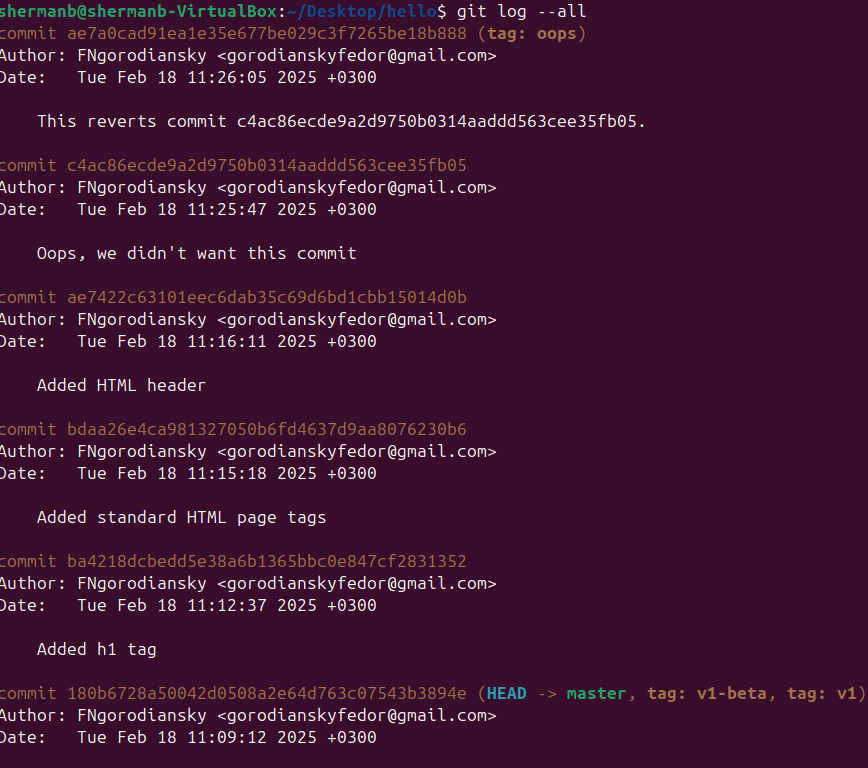 shermanb@shermanb-VirtualBox:~/Desktop/hello$ git log --all
commit ae7a0cad91ea1e35e677be029c3f7265be18b888 (tag: oops)
Author: FNgorodiansky <gorodianskyfedor@gmail.com>
Date:   Tue Feb 18 11:26:05 2025 +0300
This reverts commit c4ac86ecde9a2d9750b0314aaddd563cee35fb05.
commit c4ac86ecde9a2d9750b0314aaddd563cee35fb05
Author: FNgorodiansky <gorodianskyfedor@gmail.com>
Date:   Tue Feb 18 11:25:47 2025 +0300
Oops, we didn't want this commit
commit ae7422c63101eec6dab35c69d6bd1cbb15014d0b
Author: FNgorodiansky <gorodianskyfedor@gmail.com>
Date:   Tue Feb 18 11:16:11 2025 +0300
Added HTML header
commit bdaa26e4ca981327050b6fd4637d9aa8076230b6
Author: FNgorodiansky <gorodianskyfedor@gmail.com>
Date:   Tue Feb 18 11:15:18 2025 +0300
Added standard HTML page tags
commit ba4218dcbedd5e38a6b1365bbc0e847cf2831352
Author: FNgorodiansky <gorodianskyfedor@gmail.com>
Date:   Tue Feb 18 11:12:37 2025 +0300
Added h1 tag
commit 180b6728a50042d0508a2e64d763c07543b3894e (HEAD -> master, tag: v1-beta, tag: v1)
Author: FNgorodiansky <gorodianskyfedor@gmail.com>
Date:   Tue Feb 18 11:09:12 2025 +0300